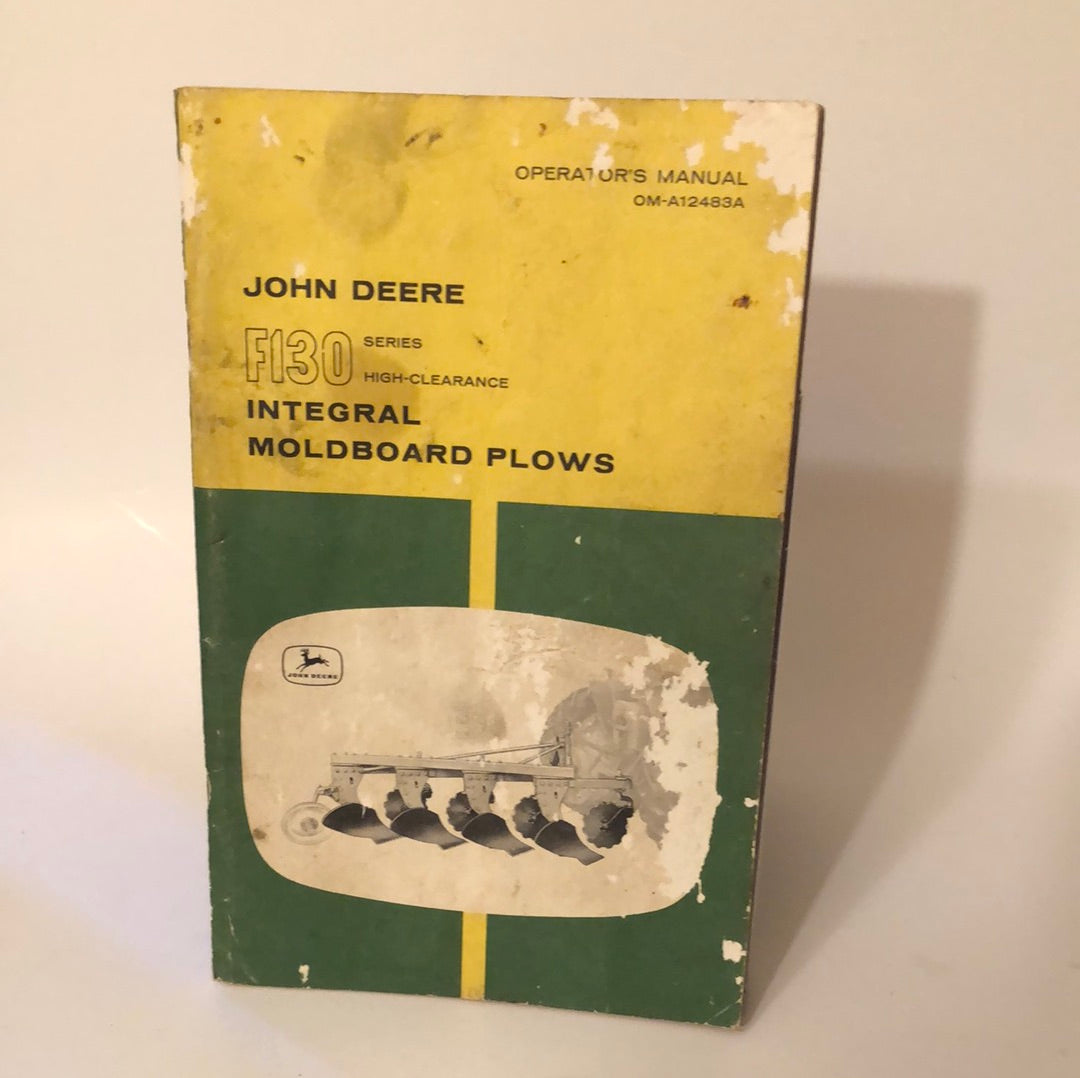 OPERATOR'S MANUAL
OM-A12483A
JOHN DEERE
F130 SERIES
HIGH-CLEARANCE
INTEGRAL
MOLDBOARD PLOWS
JOHN DEERE